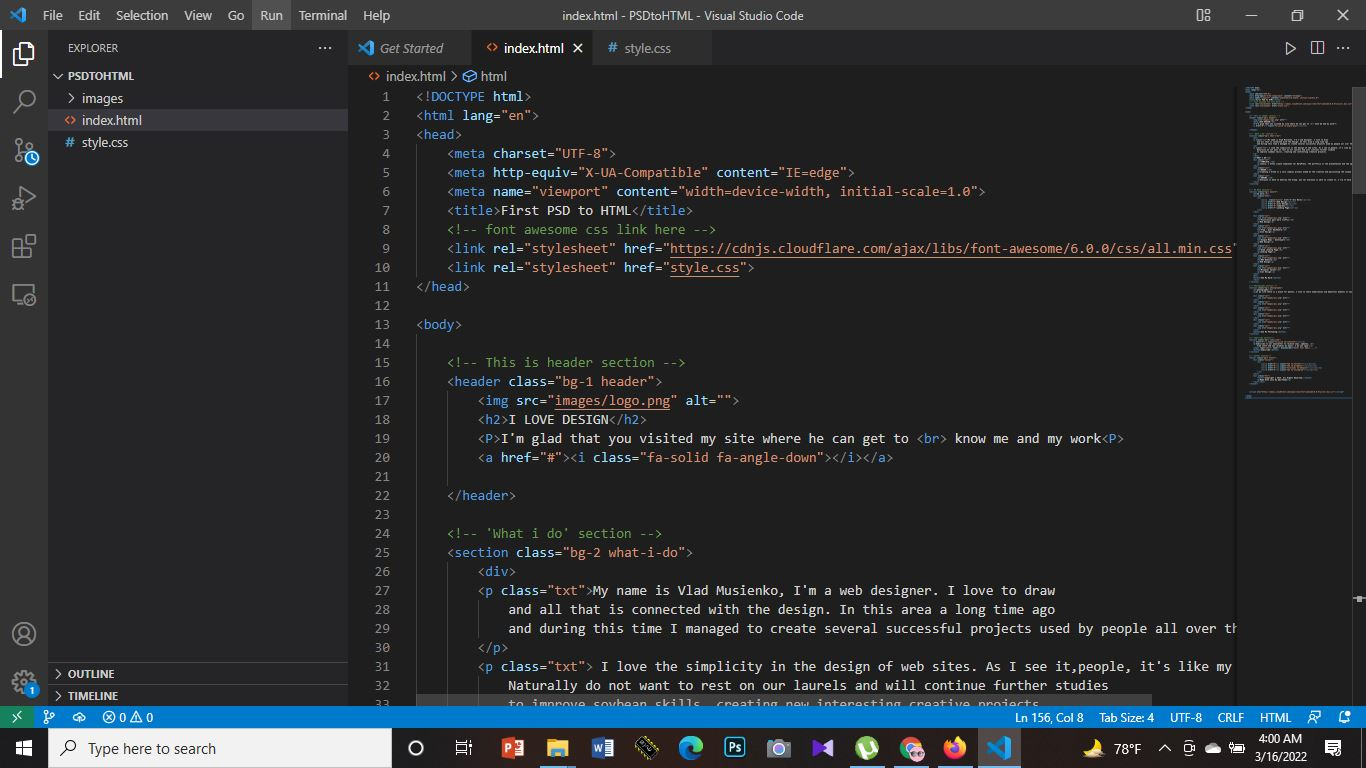 File Edit Selection View Go Run Terminal Help
index.html - PSDtoHTML - Visual Studio Code
EXPLORER
PSDTOHTML
images
index.html
style.css
OUTLINE
TIMELINE
Get Started index.html style.css
index.html > html
1 <!DOCTYPE html>
2 <html lang="en">
3 <head>
4 <meta charset="UTF-8">
5 <meta http-equiv="X-UA-Compatible" content="IE=edge">
6 <meta name="viewport" content="width=device-width, initial-scale=1.0">
7 <title>First PSD to HTML</title>
8 <!-- font awesome css link here -->
9 <link rel="stylesheet" href="https://cdnjs.cloudflare.com/ajax/libs/font-awesome/6.0.0/css/all.min.css"
10 <link rel="stylesheet" href="style.css">
11 </head>
12
13 <body>
14
15 <!-- This is header section -->
16 <header class="bg-1 header">
17 <img src="images/logo.png" alt="">
18 <h2>I LOVE DESIGN</h2>
19 <P>I'm glad that you visited my site where he can get to <br> know me and my work<P>
20 <a href="#"><i class="fa-solid fa-angle-down"></i></a>
21
22 </header>
23
24 <!-- 'What i do' section -->
25 <section class="bg-2 what-i-do">
26 <div>
27 <p class="txt">My name is Vlad Musienko, I'm a web designer. I love to draw
28 and all that is connected with the design. In this area a long time ago
29 and during this time I managed to create several successful projects used by people all over th
30 </p>
31 <p class="txt"> I love the simplicity in the design of web sites. As I see it,people, it's like my
32 Naturally do not want to rest on our laurels and will continue further studies
33 to improve soybean skills, creating new interesting creative projects
1
0 0
Ln 156, Col 8 Tab Size: 4 UTF-8 CRLF HTML
Type here to search
78°F
4:00 AM
3/16/2022